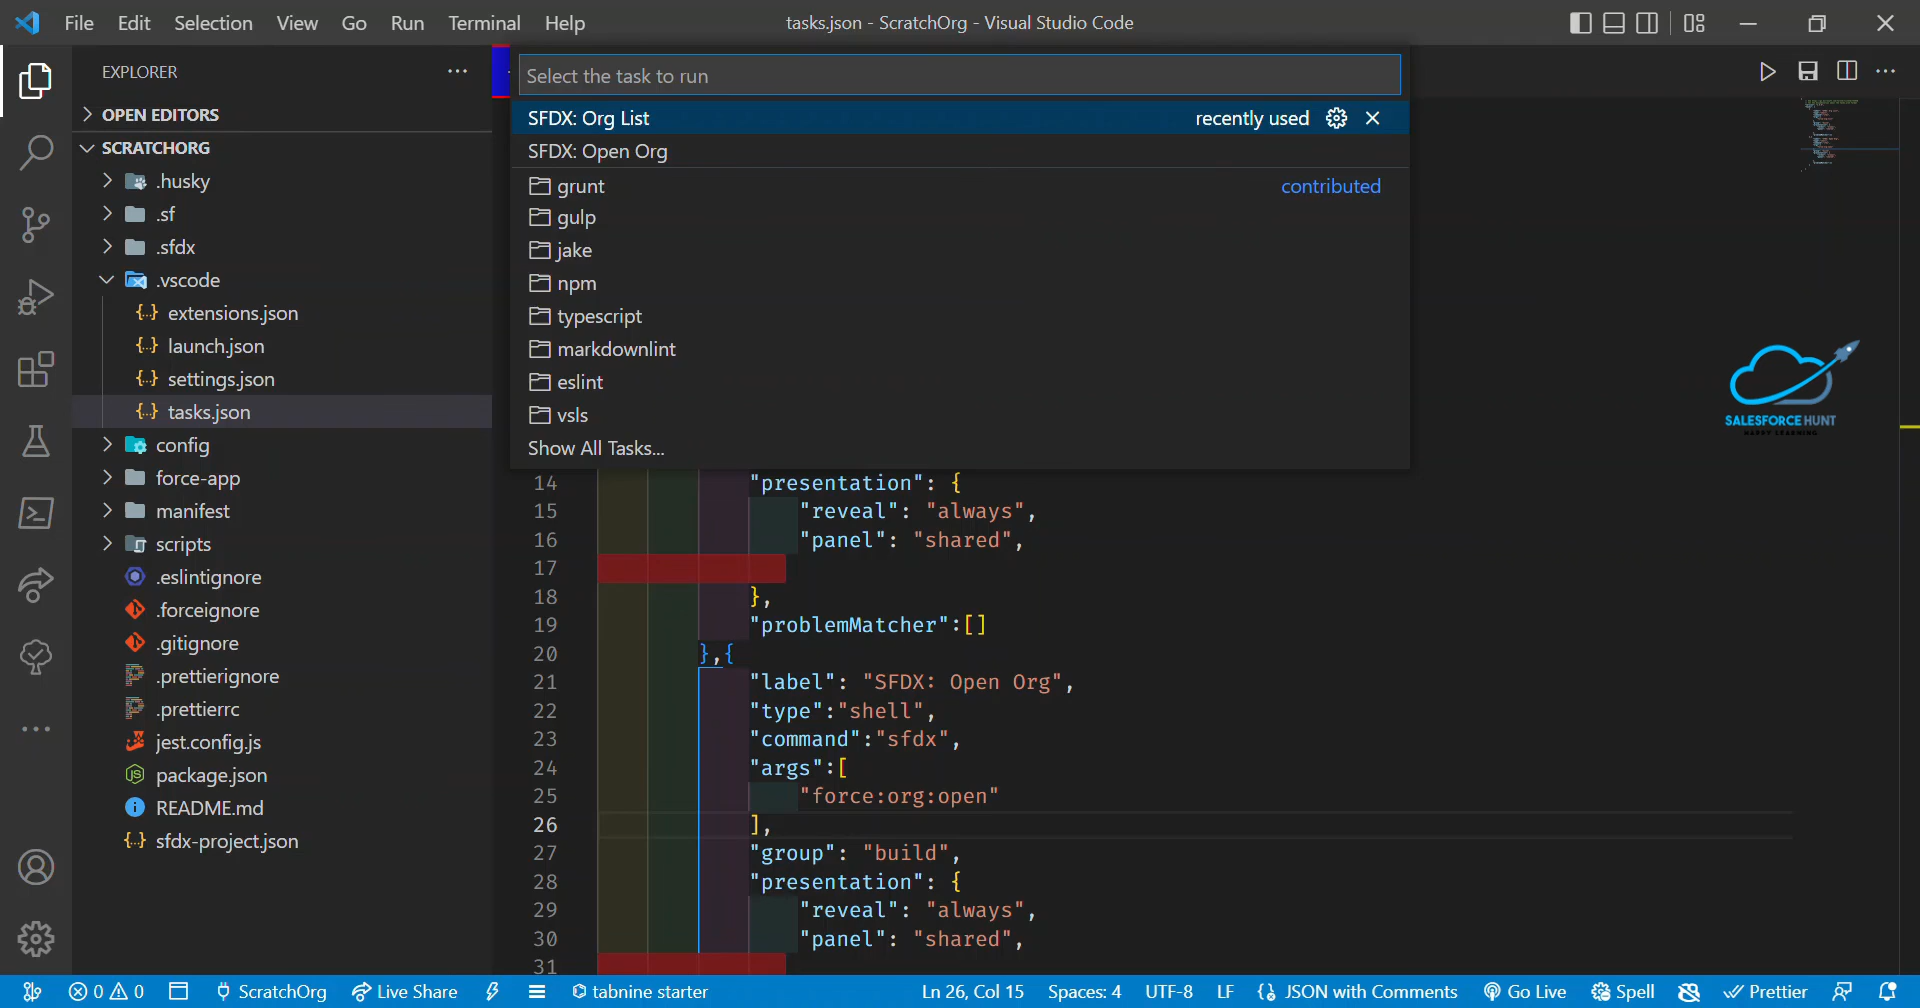 File Edit Selection View Go Run Terminal Help
tasks.json - ScratchOrg - Visual Studio Code
EXPLORER
OPEN EDITORS
SCRATCHORG
.husky
.sf
.sfdx
.vscode
extensions.json
launch.json
settings.json
tasks.json
config
force-app
manifest
scripts
.eslintignore
.forceignore
.gitignore
.prettierignore
.prettierrc
jest.config.js
package.json
README.md
sfdx-project.json
Select the task to run
SFDX: Org List recently used
SFDX: Open Org
grunt contributed
gulp
jake
npm
typescript
markdownlint
eslint
vsls
Show All Tasks...
SALESFORCE HUNT
HAPPY LEARNING
14 "presentation": {
15 "reveal": "always",
16 "panel": "shared",
17
18 },
19 "problemMatcher":[]
20 },{
21 "label": "SFDX: Open Org",
22 "type":"shell",
23 "command":"sfdx",
24 "args":[
25 "force:org:open"
26 ],
27 "group": "build",
28 "presentation": {
29 "reveal": "always",
30 "panel": "shared",
31
0 0 ScratchOrg Live Share tabnine starter Ln 26, Col 15 Spaces: 4 UTF-8 LF JSON with Comments Go Live Spell Prettier